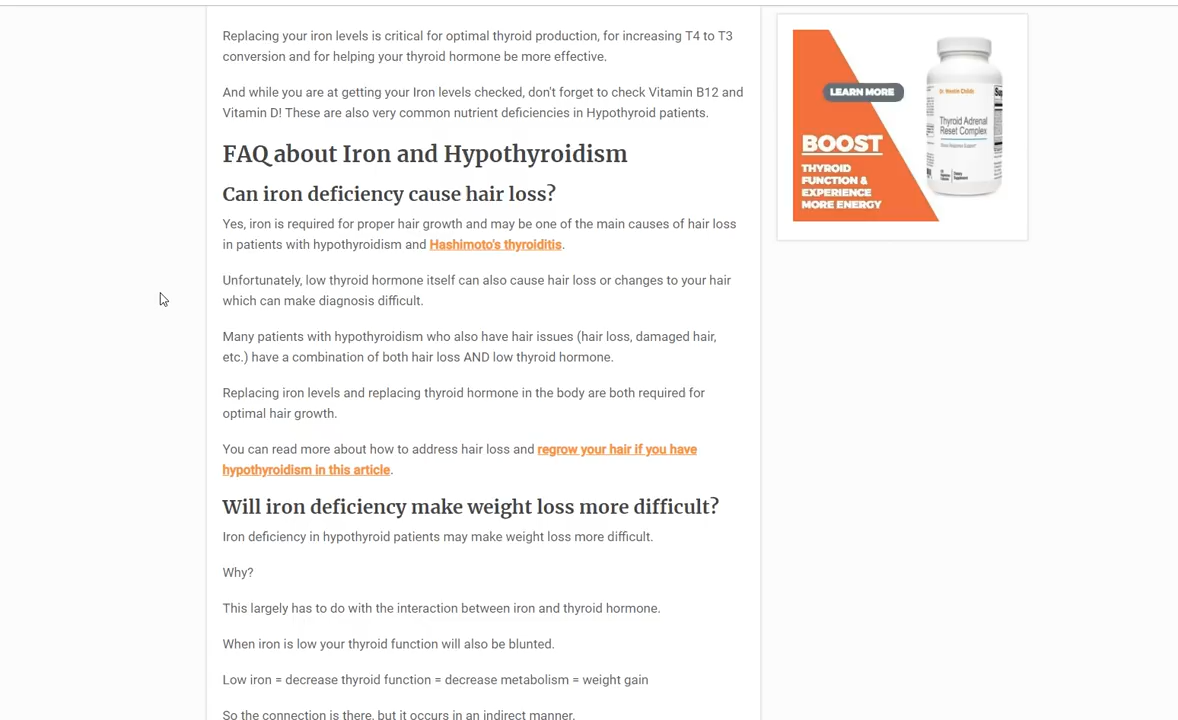 Replacing your iron levels is critical for optimal thyroid production, for increasing T4 to T3
conversion and for helping your thyroid hormone be more effective.
And while you are at getting your Iron levels checked, don't forget to check Vitamin B12 and
Vitamin D! These are also very common nutrient deficiencies in Hypothyroid patients.
FAQ about Iron and Hypothyroidism
Can iron deficiency cause hair loss?
Yes, iron is required for proper hair growth and may be one of the main causes of hair loss
in patients with hypothyroidism and Hashimoto's thyroiditis.
Unfortunately, low thyroid hormone itself can also cause hair loss or changes to your hair
which can make diagnosis difficult.
Many patients with hypothyroidism who also have hair issues (hair loss, damaged hair,
etc.) have a combination of both hair loss AND low thyroid hormone.
Replacing iron levels and replacing thyroid hormone in the body are both required for
optimal hair growth.
You can read more about how to address hair loss and regrow your hair if you have
hypothyroidism in this article.
Will iron deficiency make weight loss more difficult?
Iron deficiency in hypothyroid patients may make weight loss more difficult.
Why?
This largely has to do with the interaction between iron and thyroid hormone.
When iron is low your thyroid function will also be blunted.
Low iron = decrease thyroid function = decrease metabolism = weight gain
So the connection is there, but it occurs in an indirect manner.
LEARN MORE
BOOST
THYROID
FUNCTION &
EXPERIENCE
MORE ENERGY
Thyroid Adrenal
Reset Complex